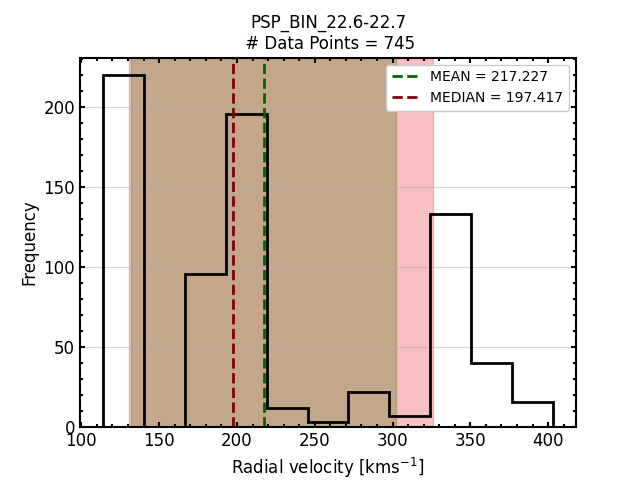 PSP_BIN_22.6-22.7
# Data Points = 745
MEAN = 217.227
MEDIAN = 197.417
Frequency
200
150
100
50
0
100 150 200 250 300 350 400
Radial velocity [kms⁻¹]